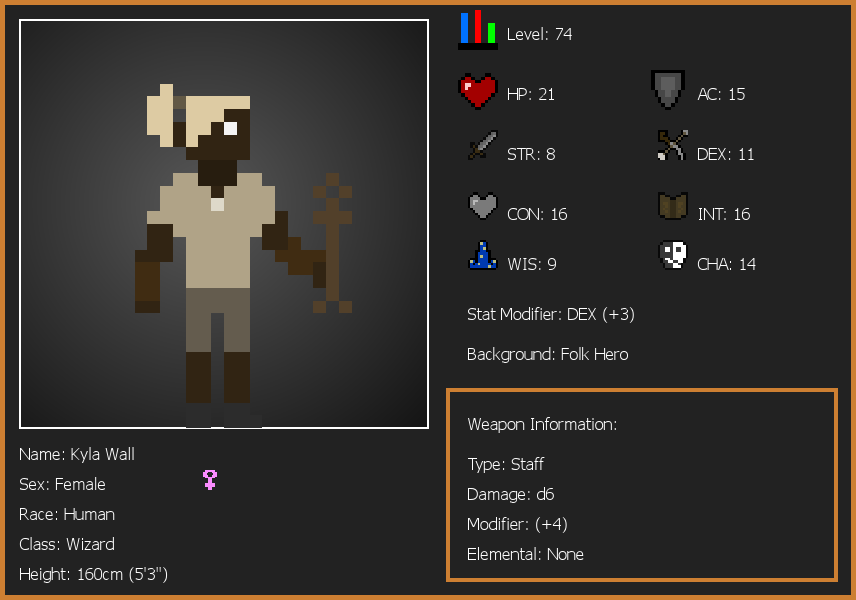 Level: 74
HP: 21
AC: 15
STR: 8
DEX: 11
CON: 16
INT: 16
WIS: 9
CHA: 14
Stat Modifier: DEX (+3)
Background: Folk Hero
Weapon Information:
Type: Staff
Damage: d6
Modifier: (+4)
Elemental: None
Name: Kyla Wall
Sex: Female
Race: Human
Class: Wizard
Height: 160cm (5'3")